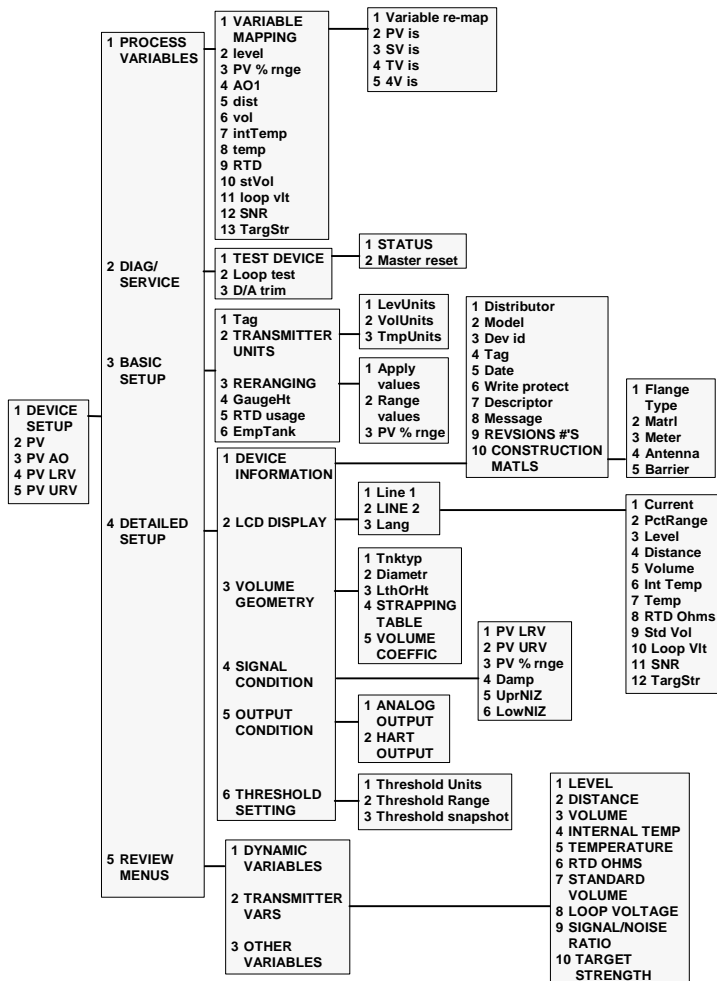 1 DEVICE
SETUP
2 PV
3 PV AO
4 PV LRV
5 PV URV
1 PROCESS
VARIABLES
2 DIAG/
SERVICE
3 BASIC
SETUP
4 DETAILED
SETUP
5 REVIEW
MENUS
1 VARIABLE
MAPPING
2 level
3 PV % rnge
4 AO1
5 dist
6 vol
7 intTemp
8 temp
9 RTD
10 stVol
11 loop vlt
12 SNR
13 TargStr
1 Variable re-map
2 PV is
3 SV is
4 TV is
5 4V is
1 TEST DEVICE
2 Loop test
3 D/A trim
1 STATUS
2 Master reset
1 Tag
2 TRANSMITTER
UNITS
3 RERANGING
4 GaugeHt
5 RTD usage
6 EmpTank
1 LevUnits
2 VolUnits
3 TmpUnits
1 Apply
values
2 Range
values
3 PV % rnge
1 DEVICE
INFORMATION
2 LCD DISPLAY
3 VOLUME
GEOMETRY
4 SIGNAL
CONDITION
5 OUTPUT
CONDITION
6 THRESHOLD
SETTING
1 Distributor
2 Model
3 Dev id
4 Tag
5 Date
6 Write protect
7 Descriptor
8 Message
9 REVSIONS #'S
10 CONSTRUCTION
MATLS
1 Flange
Type
2 Matrl
3 Meter
4 Antenna
5 Barrier
1 Line 1
2 LINE 2
3 Lang
1 Current
2 PctRange
3 Level
4 Distance
5 Volume
6 Int Temp
7 Temp
8 RTD Ohms
9 Std Vol
10 Loop Vlt
11 SNR
12 TargStr
1 Tnktyp
2 Diametr
3 LthOrHt
4 STRAPPING
TABLE
5 VOLUME
COEFFIC
1 PV LRV
2 PV URV
3 PV % rnge
4 Damp
5 UprNIZ
6 LowNIZ
1 ANALOG
OUTPUT
2 HART
OUTPUT
1 Threshold Units
2 Threshold Range
3 Threshold snapshot
1 DYNAMIC
VARIABLES
2 TRANSMITTER
VARS
3 OTHER
VARIABLES
1 LEVEL
2 DISTANCE
3 VOLUME
4 INTERNAL TEMP
5 TEMPERATURE
6 RTD OHMS
7 STANDARD
VOLUME
8 LOOP VOLTAGE
9 SIGNAL/NOISE
RATIO
10 TARGET
STRENGTH